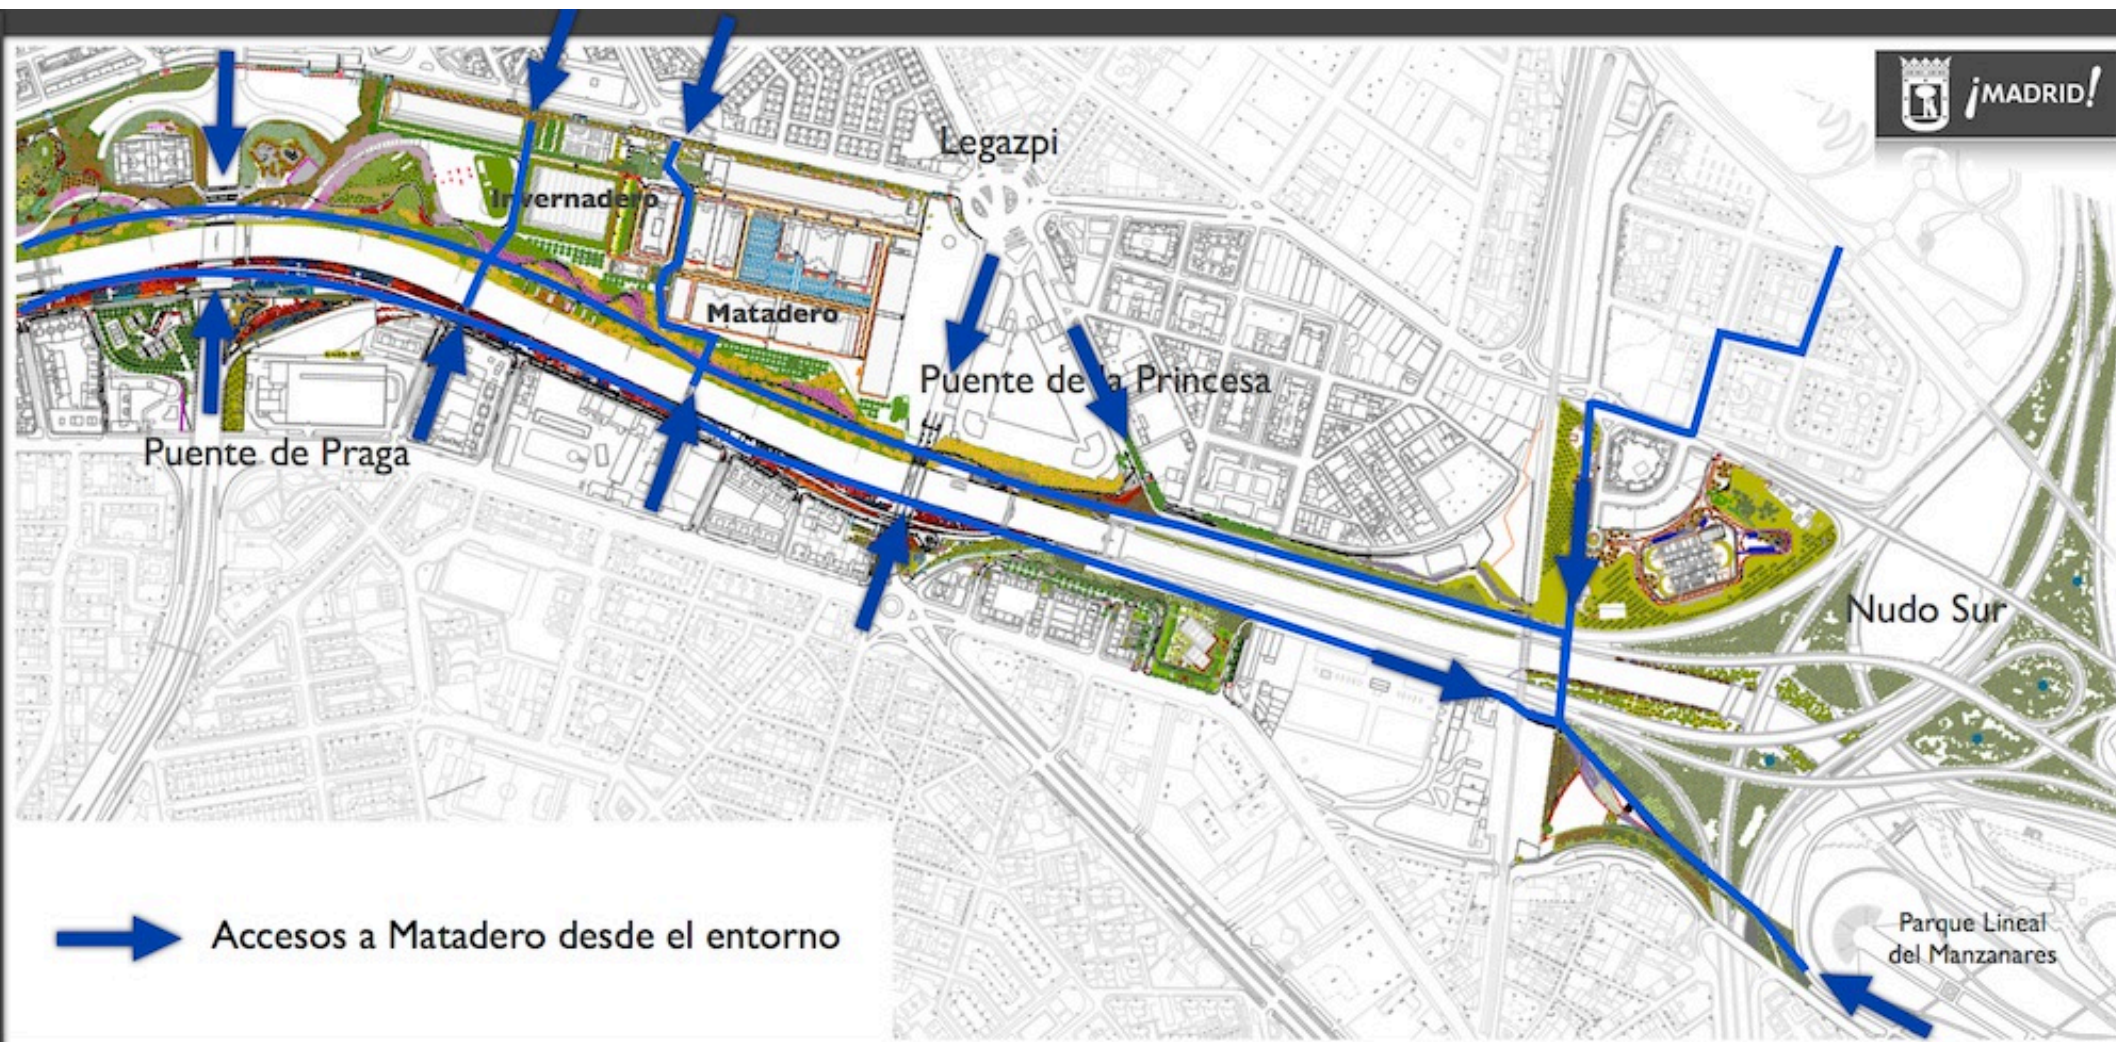 ¡MADRID!
Legazpi
Invernadero
Matadero
Puente de la Princesa
Puente de Praga
Nudo Sur
Accesos a Matadero desde el entorno
Parque Lineal
del Manzanares